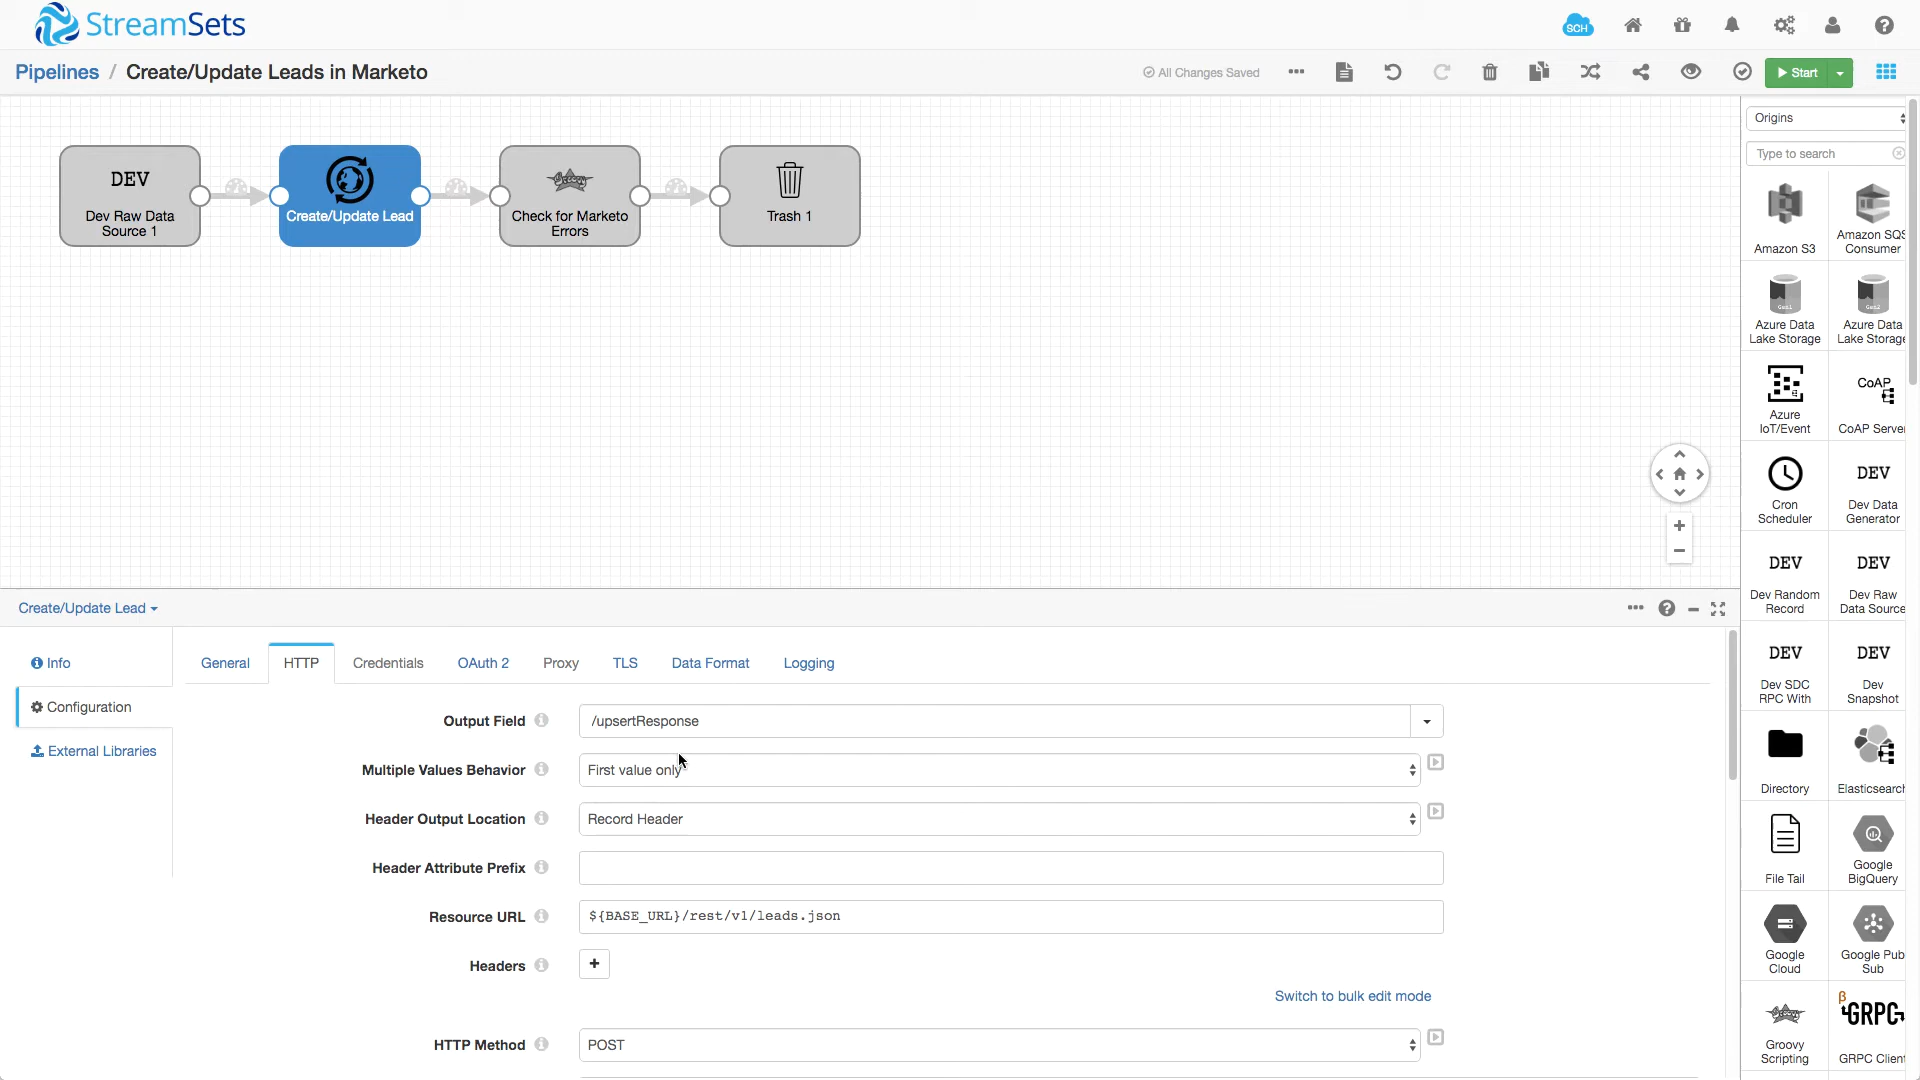 StreamSets
SCH
Pipelines / Create/Update Leads in Marketo
All Changes Saved
Start
DEV
Dev Raw Data
Source 1
Create/Update Lead
Groovy
Check for Marketo
Errors
Trash 1
Origins
Type to search
Amazon S3
Amazon SQS
Consumer
Gen1
Azure Data
Lake Storage
Gen2
Azure Data
Lake Storage
Azure
IoT/Event
CoAP
CoAP Server
Cron
Scheduler
DEV
Dev Data
Generator
DEV
Dev Random
Record
DEV
Dev Raw
Data Source
DEV
Dev SDC
RPC With
DEV
Dev
Snapshot
Directory
Elasticsearch
File Tail
Google
BigQuery
Google
Cloud
Google Pub
Sub
Groovy
Groovy
Scripting
β
GRPC
GRPC Client
Create/Update Lead
Info
Configuration
External Libraries
General
HTTP
Credentials
OAuth 2
Proxy
TLS
Data Format
Logging
Output Field
/upsertResponse
Multiple Values Behavior
First value only
Header Output Location
Record Header
Header Attribute Prefix
Resource URL
${BASE_URL}/rest/v1/leads.json
Headers
Switch to bulk edit mode
HTTP Method
POST